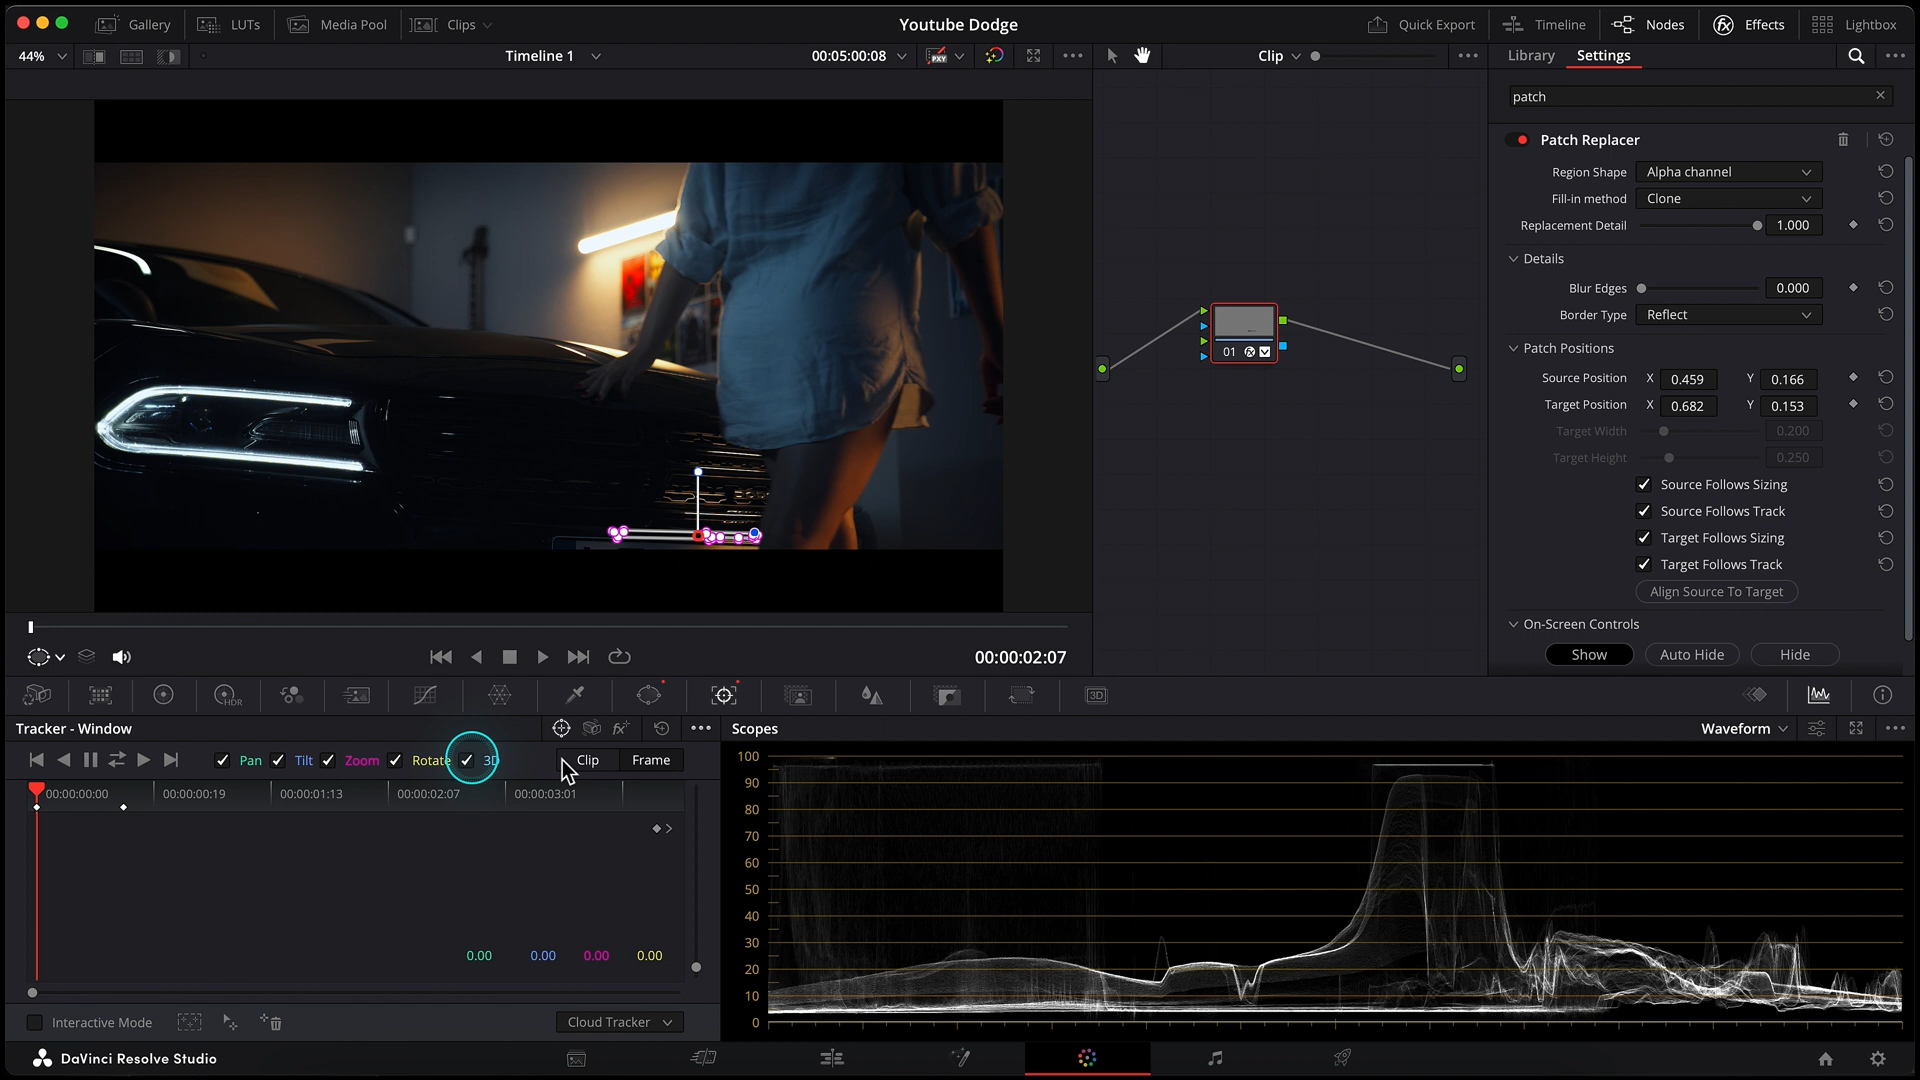 Gallery
LUTs
Media Pool
Clips
Youtube Dodge
Quick Export
Timeline
Nodes
Effects
Lightbox
44%
Timeline 1
00:05:00:08
PXY
Clip
Library
Settings
patch
Patch Replacer
Region Shape Alpha channel
Fill-in method Clone
Replacement Detail 1.000
Details
Blur Edges 0.000
Border Type Reflect
Patch Positions
Source Position X 0.459 Y 0.166
Target Position X 0.682 Y 0.153
Target Width 0.200
Target Height 0.250
Source Follows Sizing
Source Follows Track
Target Follows Sizing
Target Follows Track
Align Source To Target
On-Screen Controls
Show Auto Hide Hide
01
00:00:02:07
HDR
3D
Tracker - Window
Pan Tilt Zoom Rotate 3D Clip Frame
00:00:00:00 00:00:00:19 00:00:01:13 00:00:02:07 00:00:03:01
0.00 0.00 0.00 0.00
Interactive Mode
Cloud Tracker
Scopes
Waveform
100
90
80
70
60
50
40
30
20
10
0
DaVinci Resolve Studio